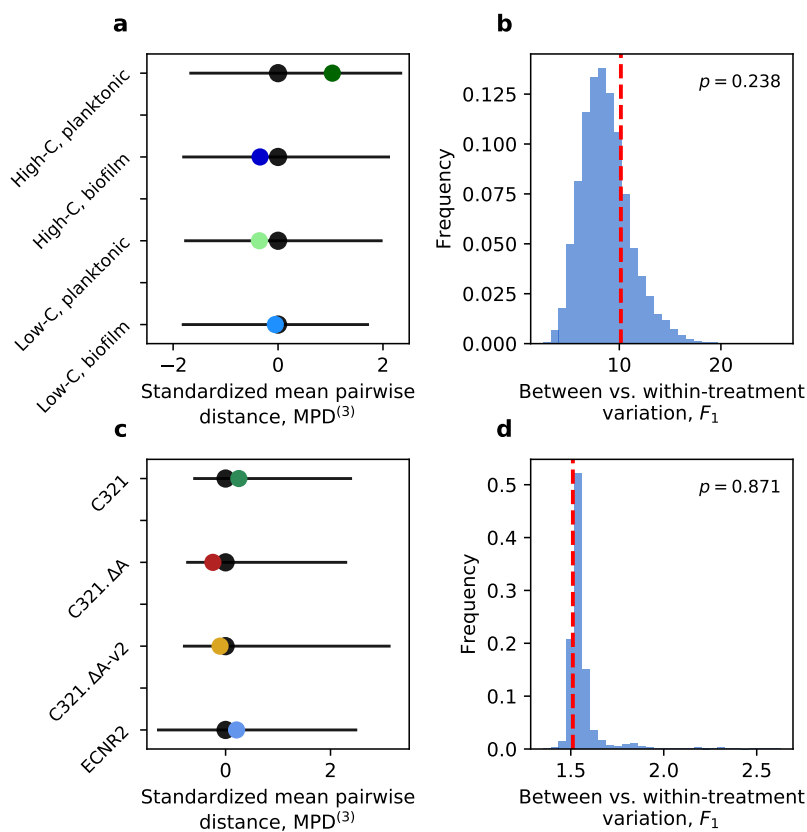 a
High-C, planktonic
High-C, biofilm
Low-C, planktonic
Low-C, biofilm
−2 0 2
Standardized mean pairwise
distance, MPD(3)
b
p = 0.238
Frequency
0.125
0.100
0.075
0.050
0.025
0.000
10 20
Between vs. within-treatment
variation, F1
c
C321
C321. ΔA
C321. ΔA-v2
ECNR2
0 2
Standardized mean pairwise
distance, MPD(3)
d
p = 0.871
Frequency
0.5
0.4
0.3
0.2
0.1
0.0
1.5 2.0 2.5
Between vs. within-treatment
variation, F1